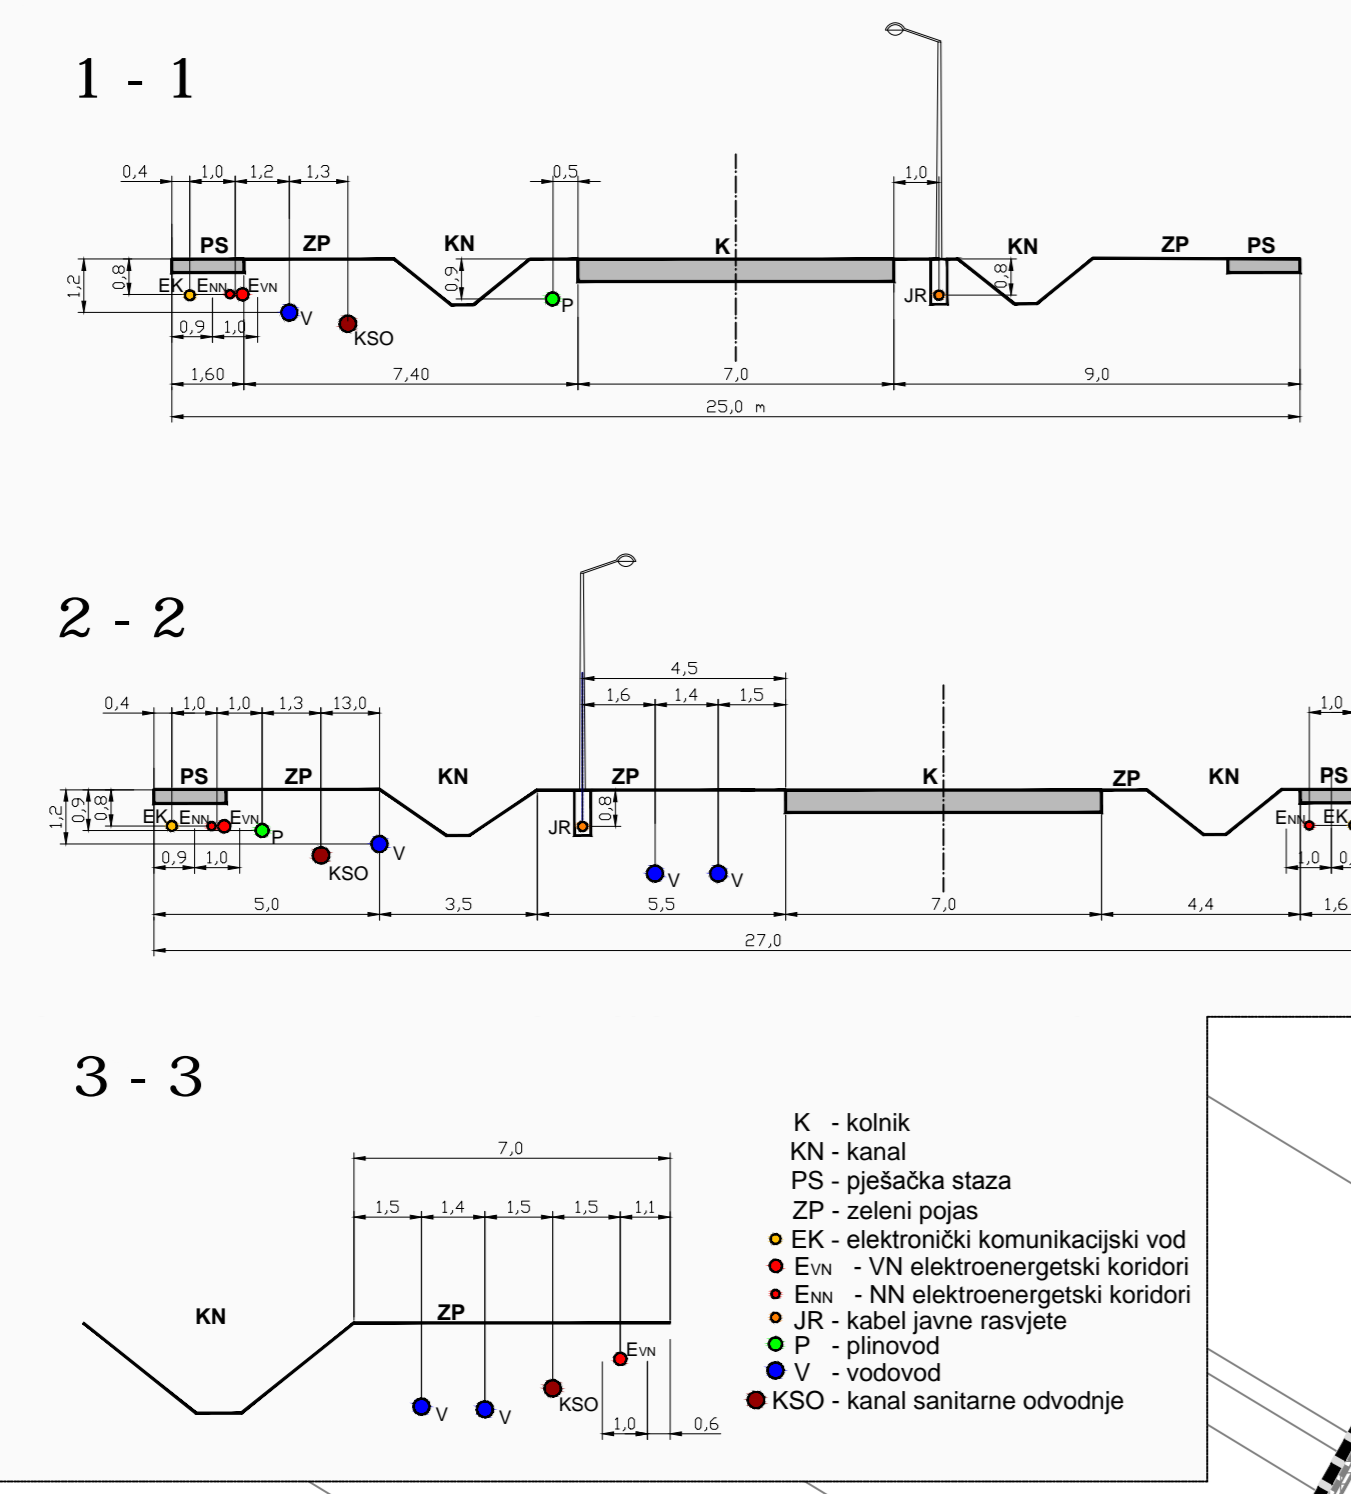 1 - 1
0,4 1,0 1,2 1,3 0,5 1,0
PS ZP KN K KN ZP PS
1,2 0,8 0,9 0,8
EK ENN EVN V KSO P JR
0,9 1,0
1,60 7,40 7,0 9,0
25,0 m
2 - 2
4,5
0,4 1,0 1,0 1,3 13,0 1,6 1,4 1,5 1,0
PS ZP KN ZP K ZP KN PS
1,2 0,9 0,8 0,8
EK ENN EVN P KSO V JR V V ENN EK
0,9 1,0 1,0
5,0 3,5 5,5 7,0 4,4 1,6
27,0
3 - 3
7,0
1,5 1,4 1,5 1,5 1,1
KN ZP
V V KSO EVN
1,0 0,6
K - kolnik
KN - kanal
PS - pješačka staza
ZP - zeleni pojas
EK - elektronički komunikacijski vod
EVN - VN elektroenergetski koridori
ENN - NN elektroenergetski koridori
JR - kabel javne rasvjete
P - plinovod
V - vodovod
KSO - kanal sanitarne odvodnje